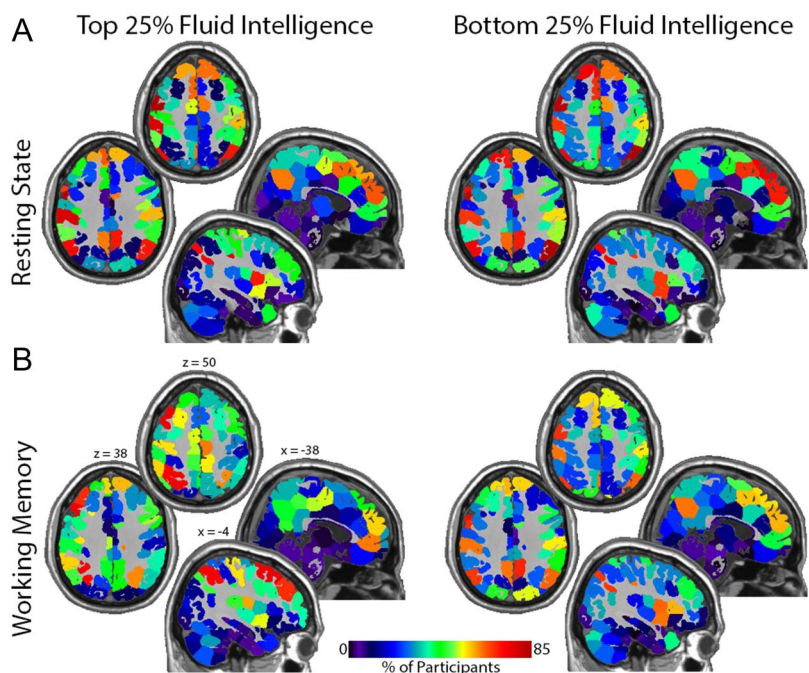 A
Top 25% Fluid Intelligence
Bottom 25% Fluid Intelligence
Resting State
B
z = 50
z = 38
x = -38
x = -4
Working Memory
0
85
% of Participants